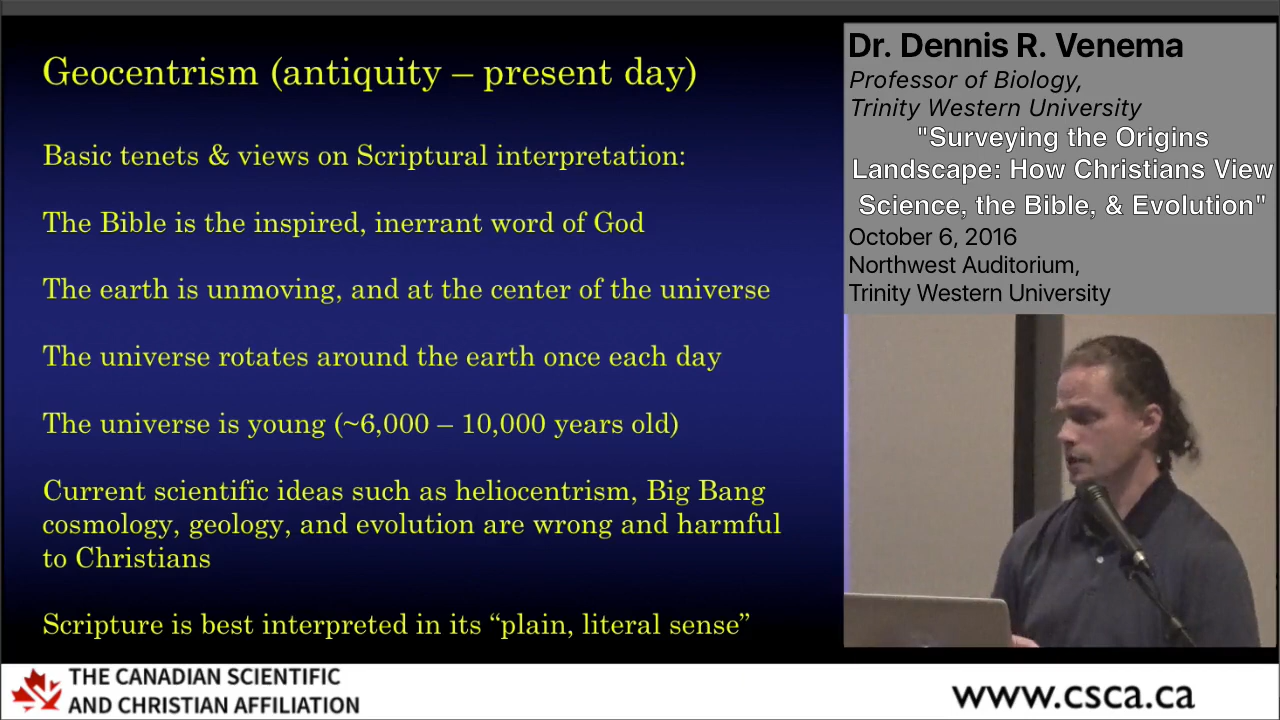 Geocentrism (antiquity – present day)
Basic tenets & views on Scriptural interpretation:
The Bible is the inspired, inerrant word of God
The earth is unmoving, and at the center of the universe
The universe rotates around the earth once each day
The universe is young (~6,000 – 10,000 years old)
Current scientific ideas such as heliocentrism, Big Bang
cosmology, geology, and evolution are wrong and harmful
to Christians
Scripture is best interpreted in its “plain, literal sense”
Dr. Dennis R. Venema
Professor of Biology,
Trinity Western University
"Surveying the Origins
Landscape: How Christians View
Science, the Bible, & Evolution"
October 6, 2016
Northwest Auditorium,
Trinity Western University
THE CANADIAN SCIENTIFIC
AND CHRISTIAN AFFILIATION
www.csca.ca